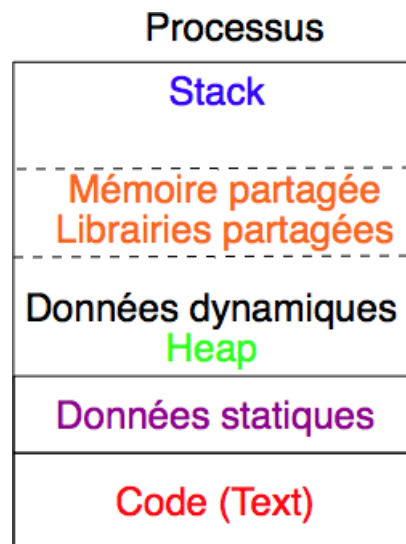 Processus
Stack
Mémoire partagée
Librairies partagées
Données dynamiques
Heap
Données statiques
Code (Text)